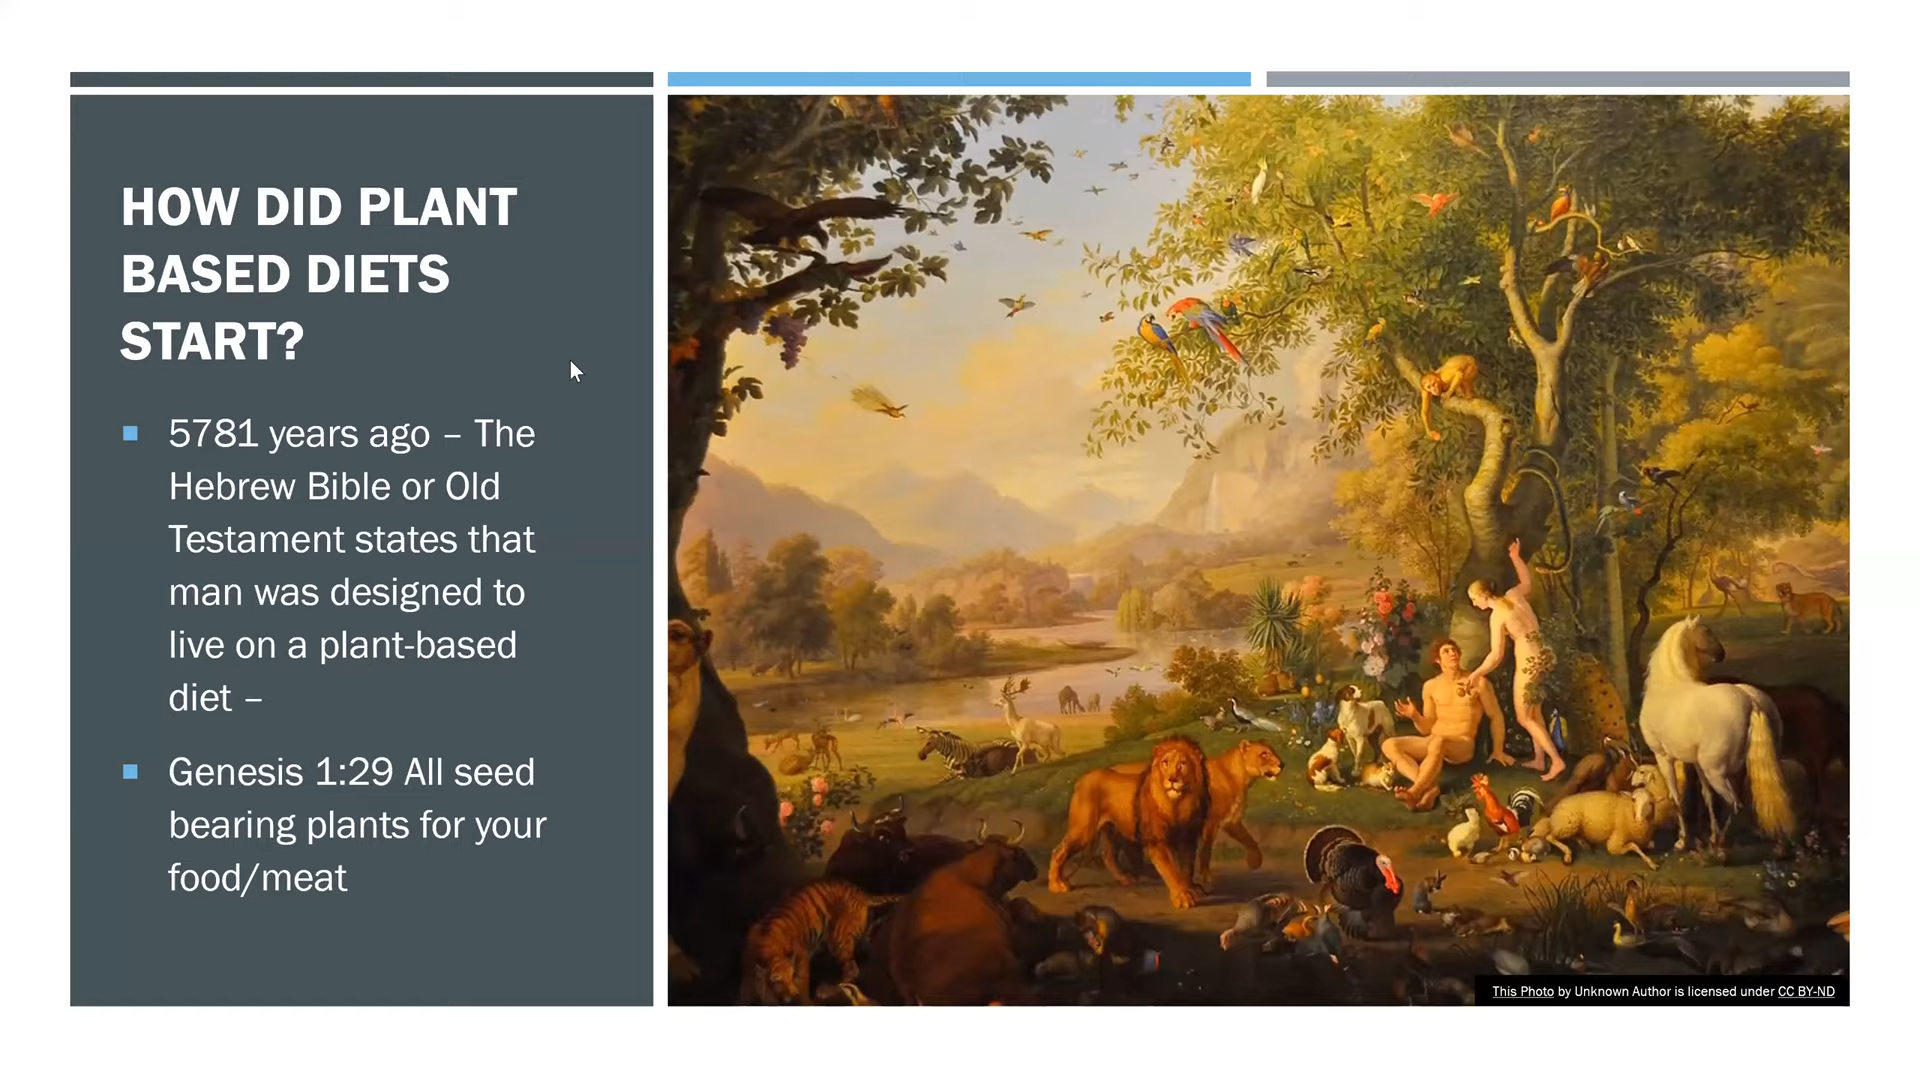 HOW DID PLANT
BASED DIETS
START?
5781 years ago – The
Hebrew Bible or Old
Testament states that
man was designed to
live on a plant-based
diet –
Genesis 1:29 All seed
bearing plants for your
food/meat
This Photo by Unknown Author is licensed under CC BY-ND